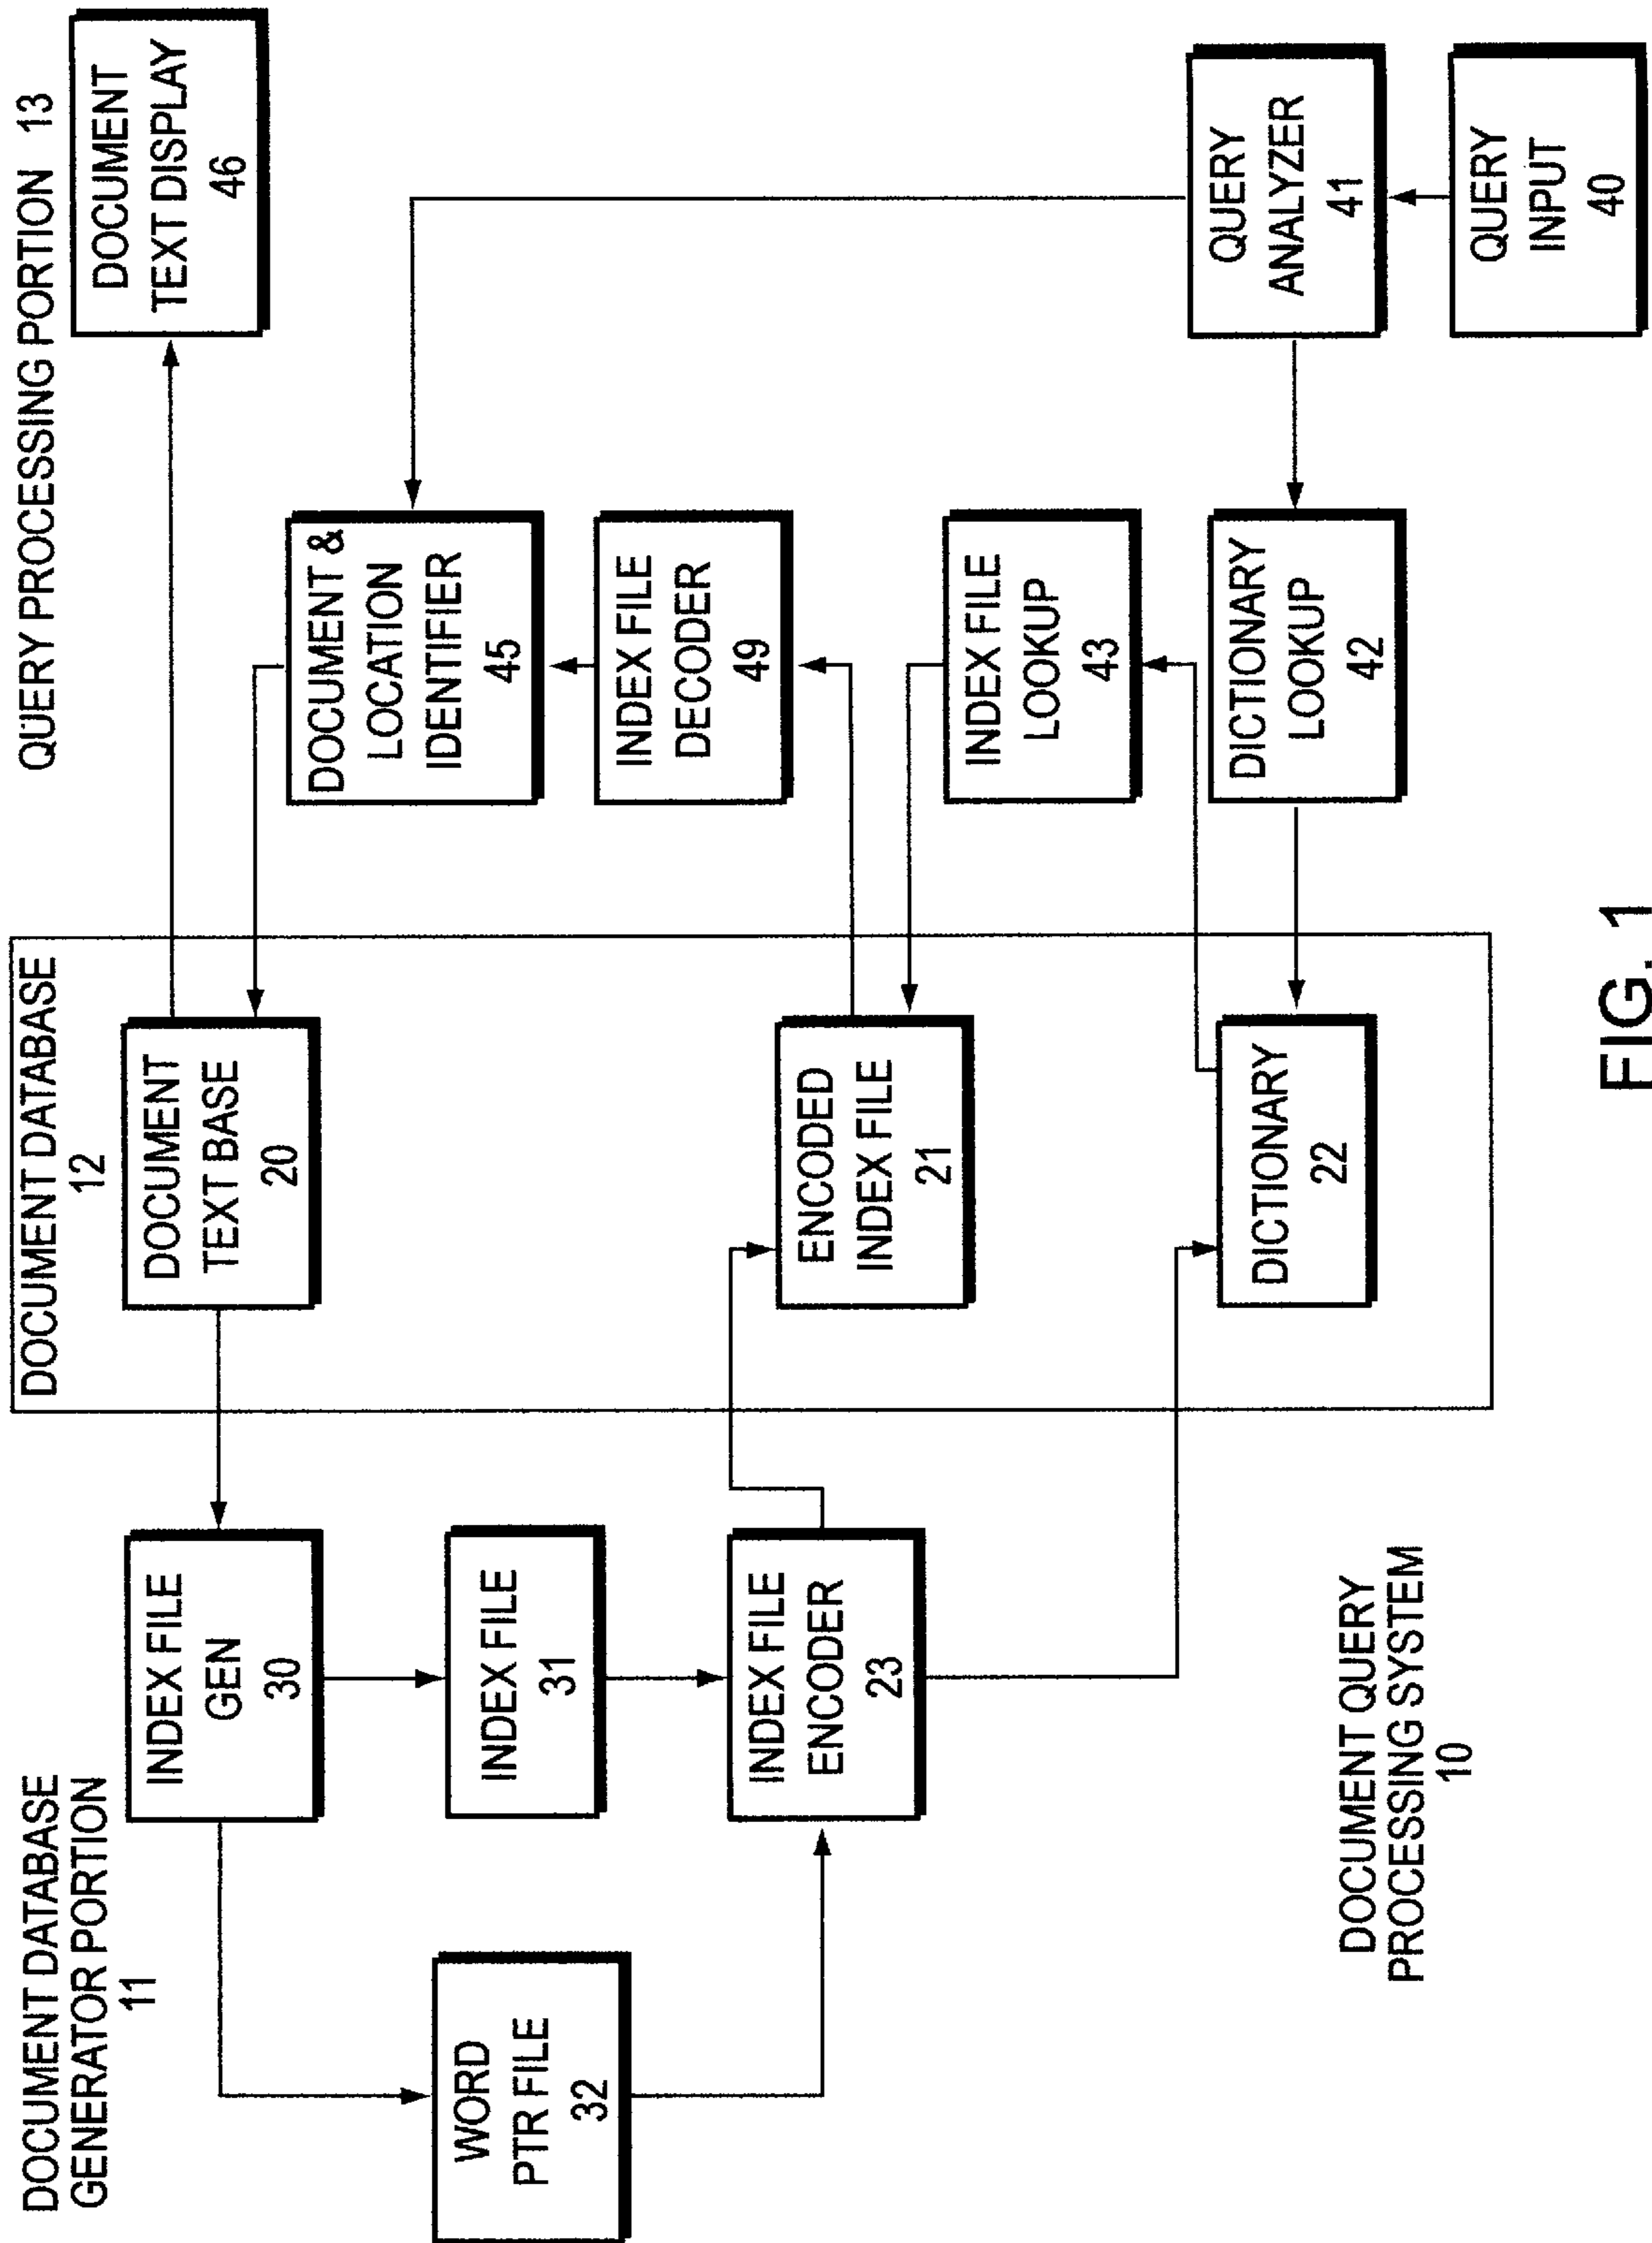 DOCUMENT DATABASE
GENERATOR PORTION
11
INDEX FILE
GEN
30
WORD
PTR FILE
32
INDEX FILE
31
INDEX FILE
ENCODER
23
DOCUMENT QUERY
PROCESSING SYSTEM
10
DOCUMENT DATABASE
12
DOCUMENT
TEXT BASE
20
ENCODED
INDEX FILE
21
DICTIONARY
22
QUERY PROCESSING PORTION 13
DOCUMENT
TEXT DISPLAY
46
DOCUMENT &
LOCATION
IDENTIFIER
45
INDEX FILE
DECODER
49
INDEX FILE
LOOKUP
43
DICTIONARY
LOOKUP
42
QUERY
ANALYZER
41
QUERY
INPUT
40
FIG. 1